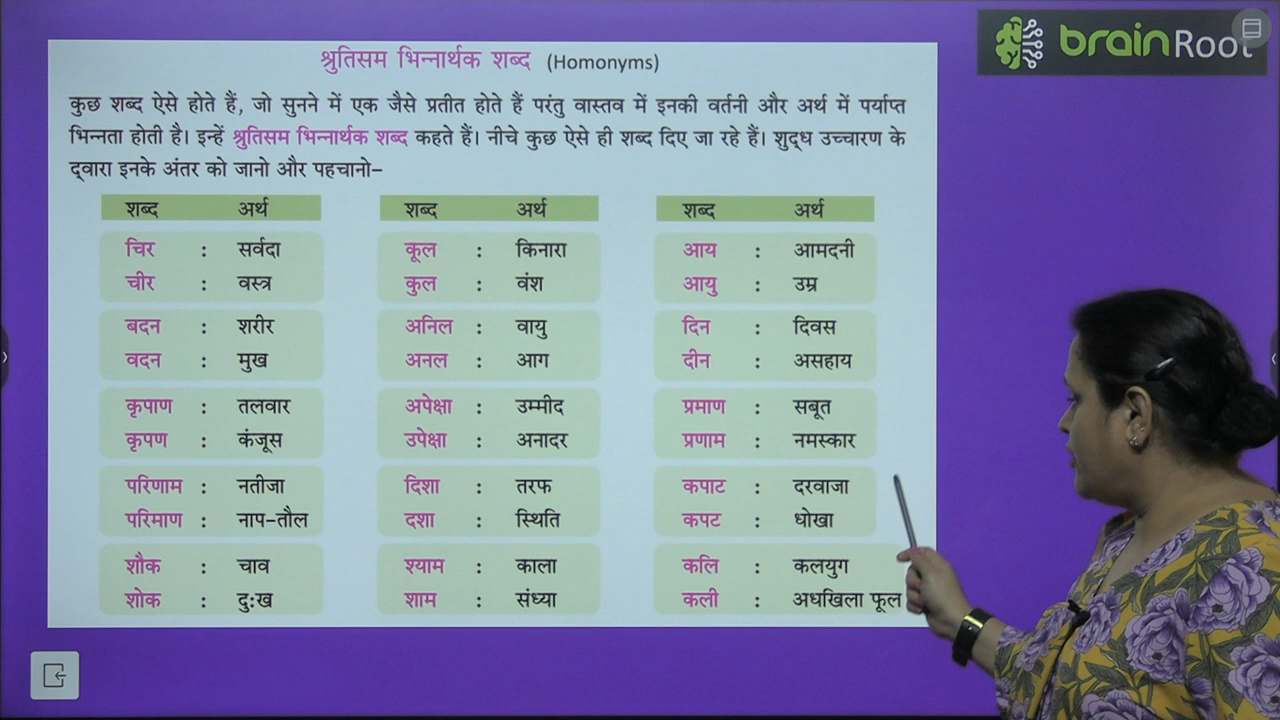 श्रुतिसम भिन्नार्थक शब्द (Homonyms)
कुछ शब्द ऐसे होते हैं, जो सुनने में एक जैसे प्रतीत होते हैं परंतु वास्तव में इनकी वर्तनी और अर्थ में पर्याप्त
भिन्नता होती है। इन्हें श्रुतिसम भिन्नार्थक शब्द कहते हैं। नीचे कुछ ऐसे ही शब्द दिए जा रहे हैं। शुद्ध उच्चारण के
द्वारा इनके अंतर को जानो और पहचानो–
शब्द अर्थ शब्द अर्थ शब्द अर्थ
चिर : सर्वदा कूल : किनारा आय : आमदनी
चीर : वस्त्र कुल : वंश आयु : उम्र
बदन : शरीर अनिल : वायु दिन : दिवस
वदन : मुख अनल : आग दीन : असहाय
कृपाण : तलवार अपेक्षा : उम्मीद प्रमाण : सबूत
कृपण : कंजूस उपेक्षा : अनादर प्रणाम : नमस्कार
परिणाम : नतीजा दिशा : तरफ कपाट : दरवाजा
परिमाण : नाप-तौल दशा : स्थिति कपट : धोखा
शौक : चाव श्याम : काला कलि : कलयुग
शोक : दुःख शाम : संध्या कली : अधखिला फूल
brainRoot